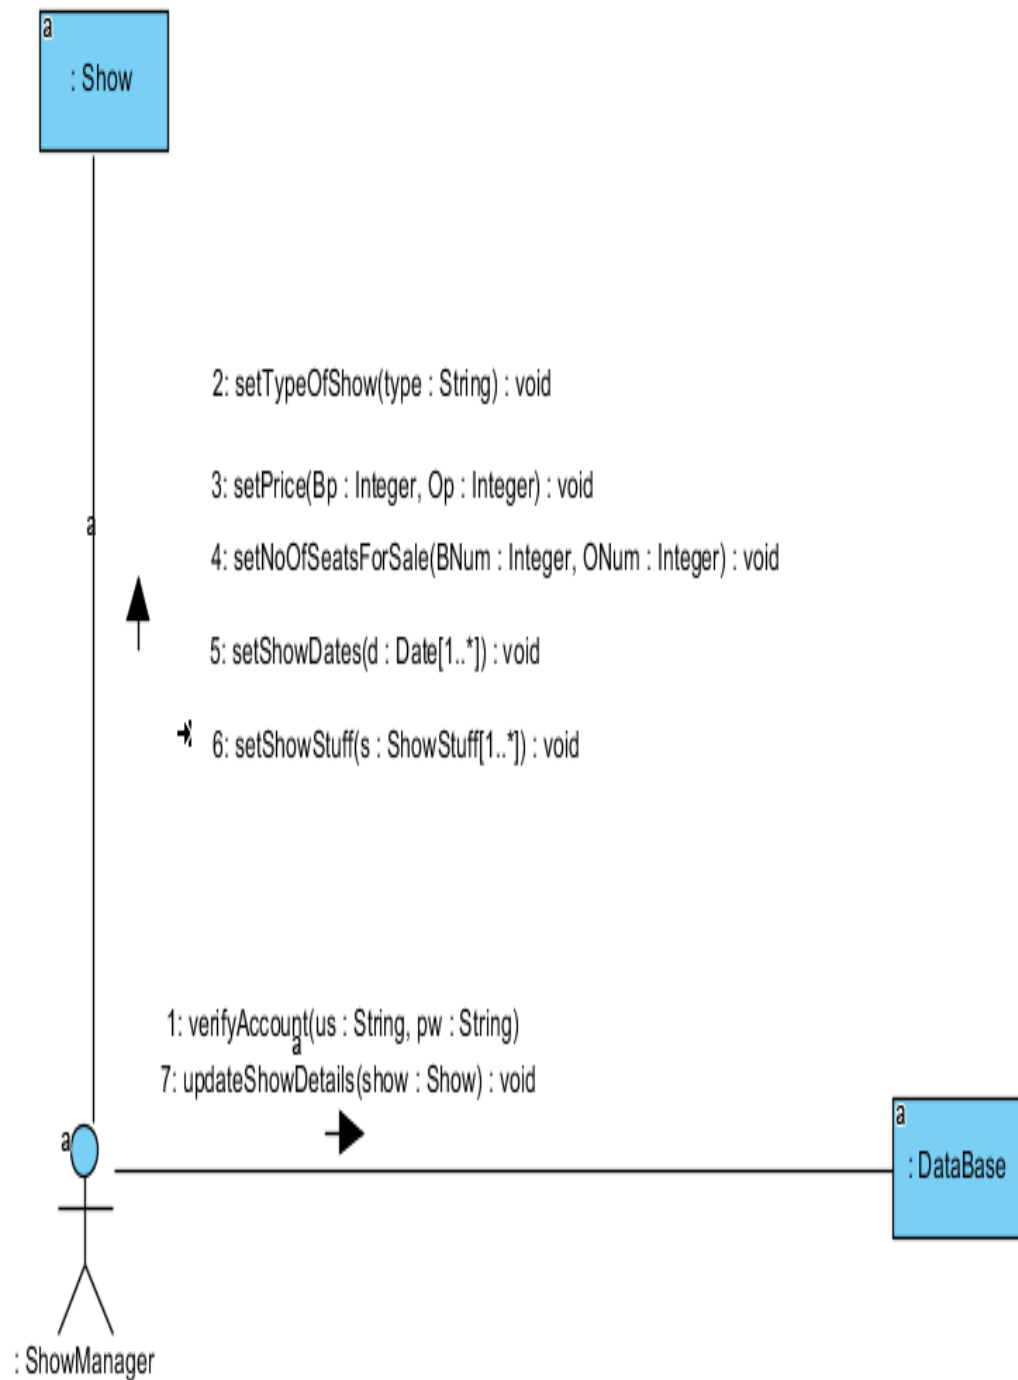 a
: Show
2: setTypeOfShow(type : String) : void
3: setPrice(Bp : Integer, Op : Integer) : void
a
4: setNoOfSeatsForSale(BNum : Integer, ONum : Integer) : void
5: setShowDates(d : Date[1..*]) : void
6: setShowStuff(s : ShowStuff[1..*]) : void
1: verifyAccount(us : String, pw : String)
a
7: updateShowDetails(show : Show) : void
a
a
: DataBase
: ShowManager